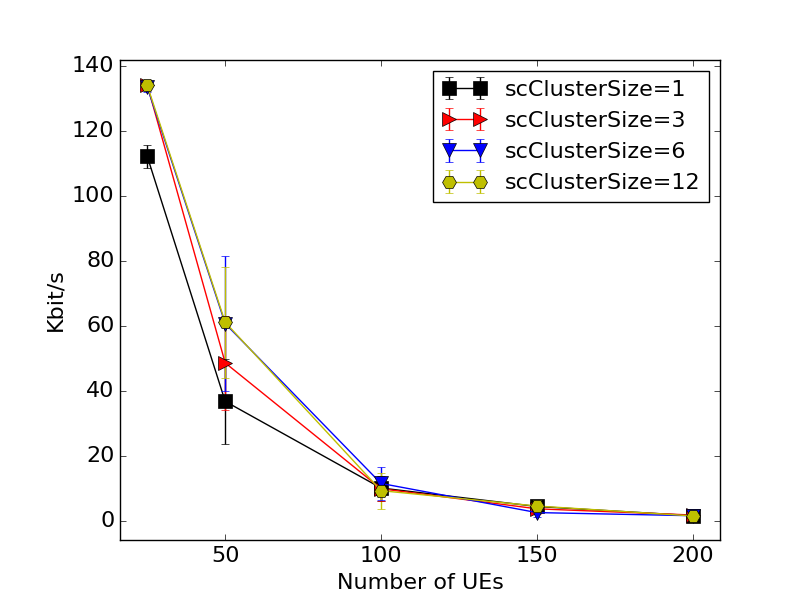 140
120
100
80
60
40
20
0
Kbit/s
scClusterSize=1
scClusterSize=3
scClusterSize=6
scClusterSize=12
50 100 150 200
Number of UEs